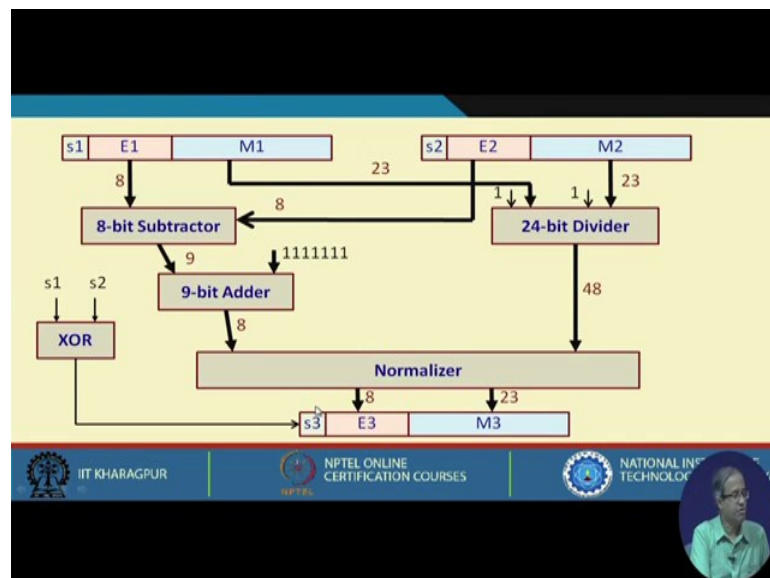 s1 E1 M1
s2 E2 M2
8
23
8
1
1
23
8-bit Subtractor
24-bit Divider
9
1111111
s1 s2
9-bit Adder
48
XOR
8
Normalizer
8
23
s3 E3 M3
IIT KHARAGPUR
NPTEL
NPTEL ONLINE
CERTIFICATION COURSES
NATIONAL
TECHNOLOG